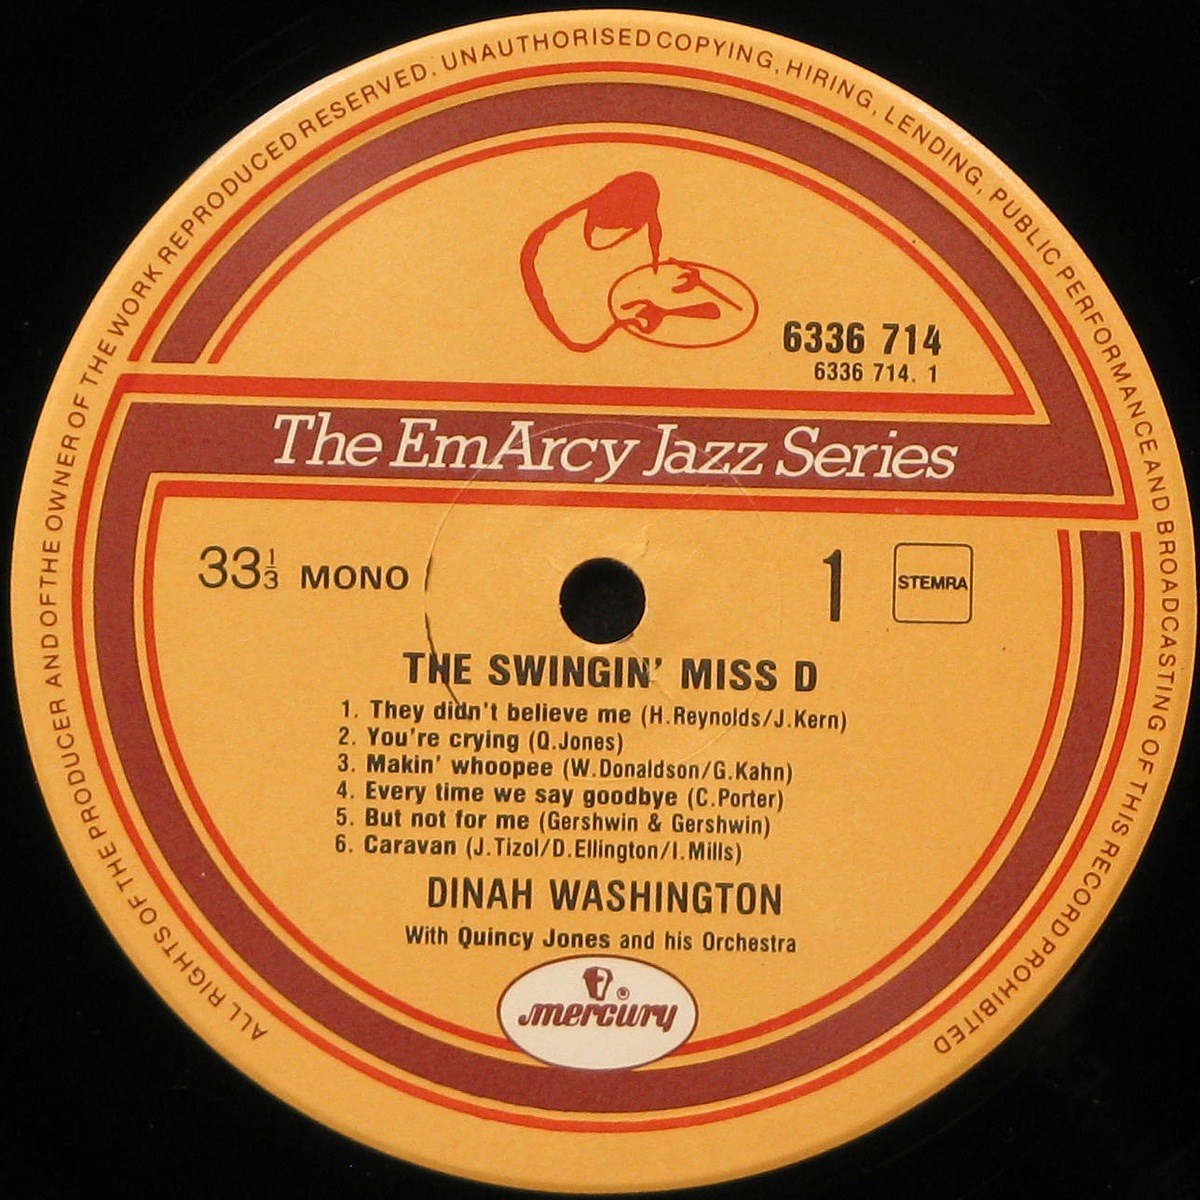 ALL RIGHTS OF THE PRODUCER AND OF THE OWNER OF THE WORK REPRODUCED RESERVED. UNAUTHORISED COPYING, HIRING, LENDING, PUBLIC PERFORMANCE AND BROADCASTING OF THIS RECORD PROHIBITED
6336 714
6336 714. 1
The EmArcy Jazz Series
33⅓ MONO
1
STEMRA
THE SWINGIN' MISS D
1. They didn't believe me (H.Reynolds/J.Kern)
2. You're crying (Q.Jones)
3. Makin' whoopee (W.Donaldson/G.Kahn)
4. Every time we say goodbye (C.Porter)
5. But not for me (Gershwin & Gershwin)
6. Caravan (J.Tizol/D.Ellington/I.Mills)
DINAH WASHINGTON
With Quincy Jones and his Orchestra
®
mercury